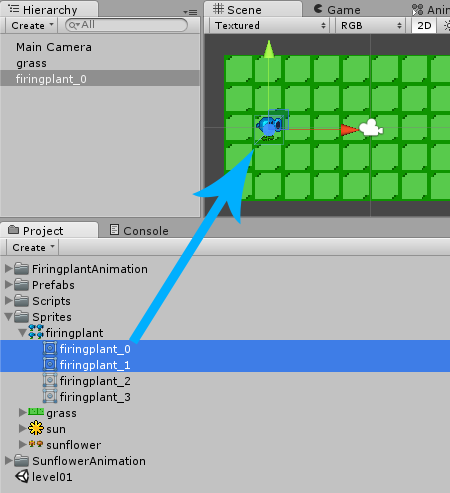 Hierarchy
Create
All
Main Camera
grass
firingplant_0
Scene
Game
Ani
Textured
RGB
2D
Project
Console
Create
FiringplantAnimation
Prefabs
Scripts
Sprites
firingplant
firingplant_0
firingplant_1
firingplant_2
firingplant_3
grass
sun
sunflower
SunflowerAnimation
level01